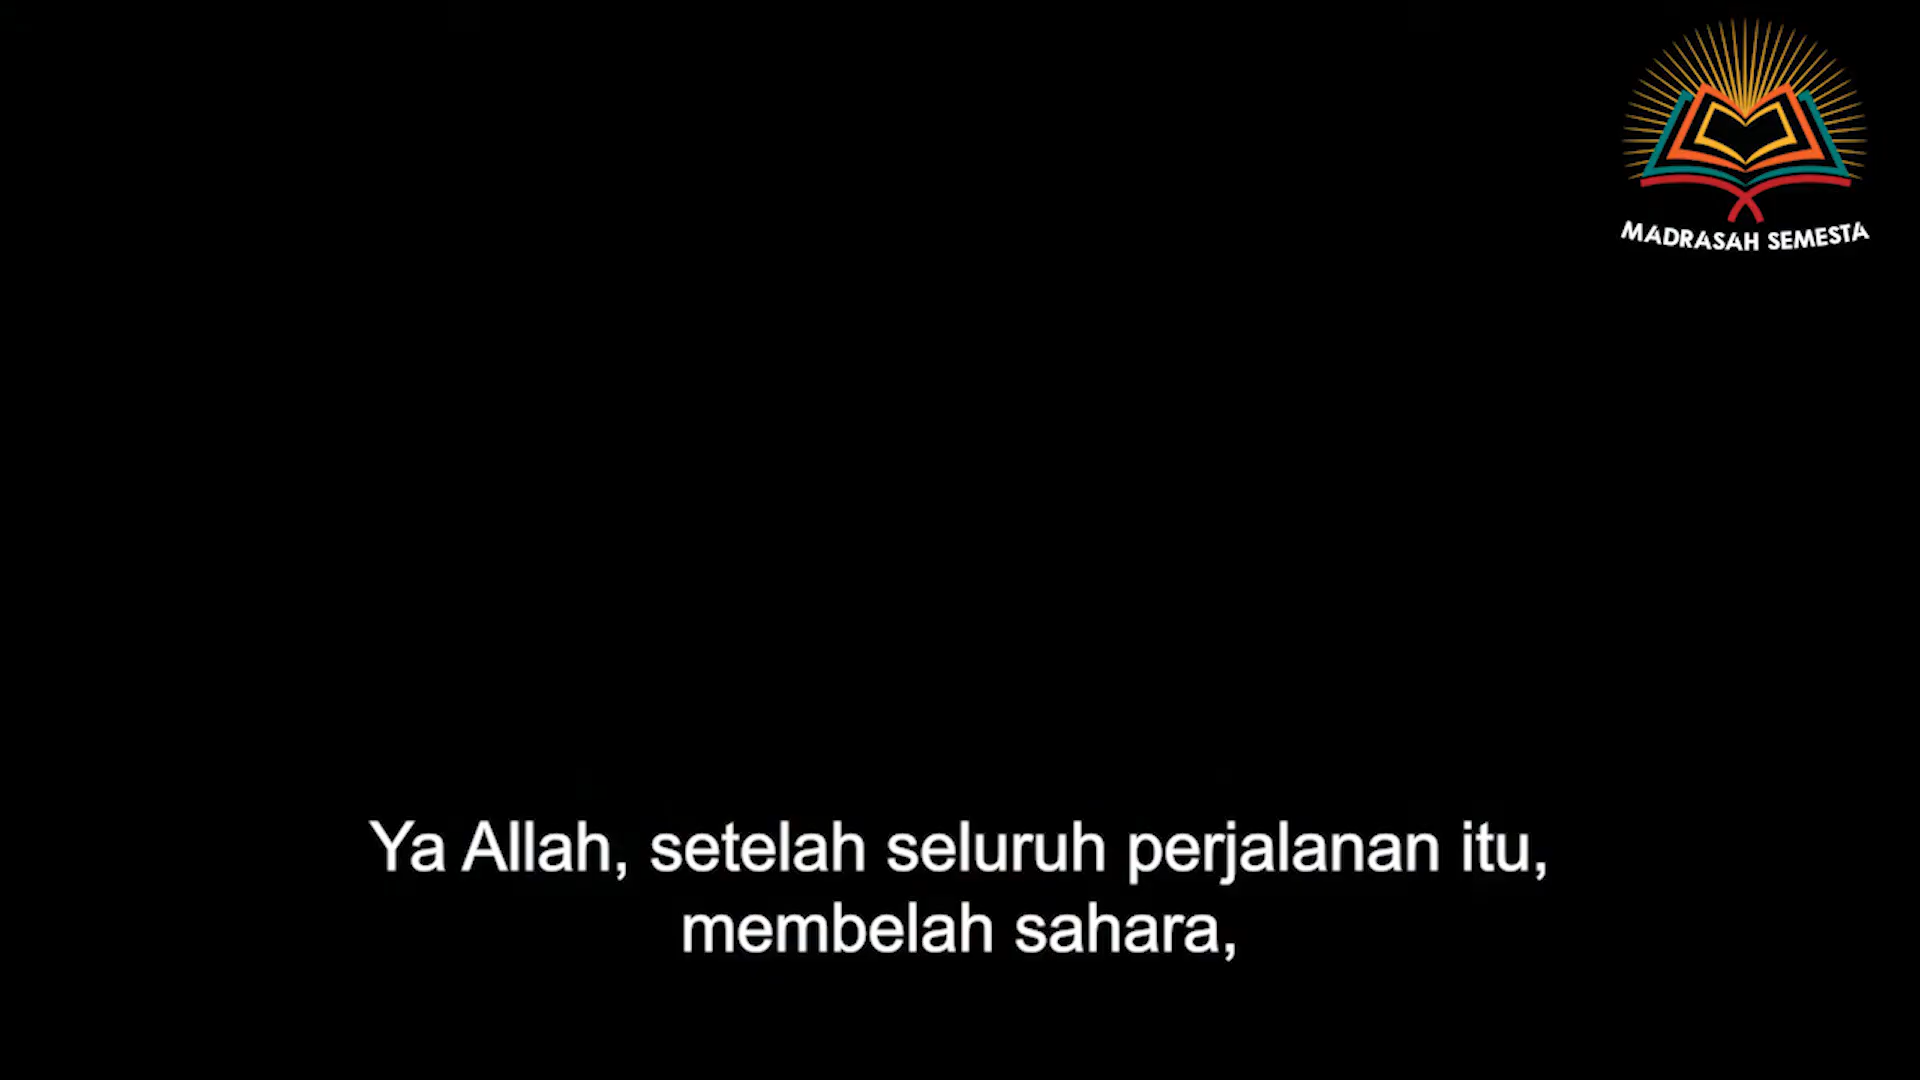 MADRASAH SEMESTA
Ya Allah, setelah seluruh perjalanan itu,
membelah sahara,